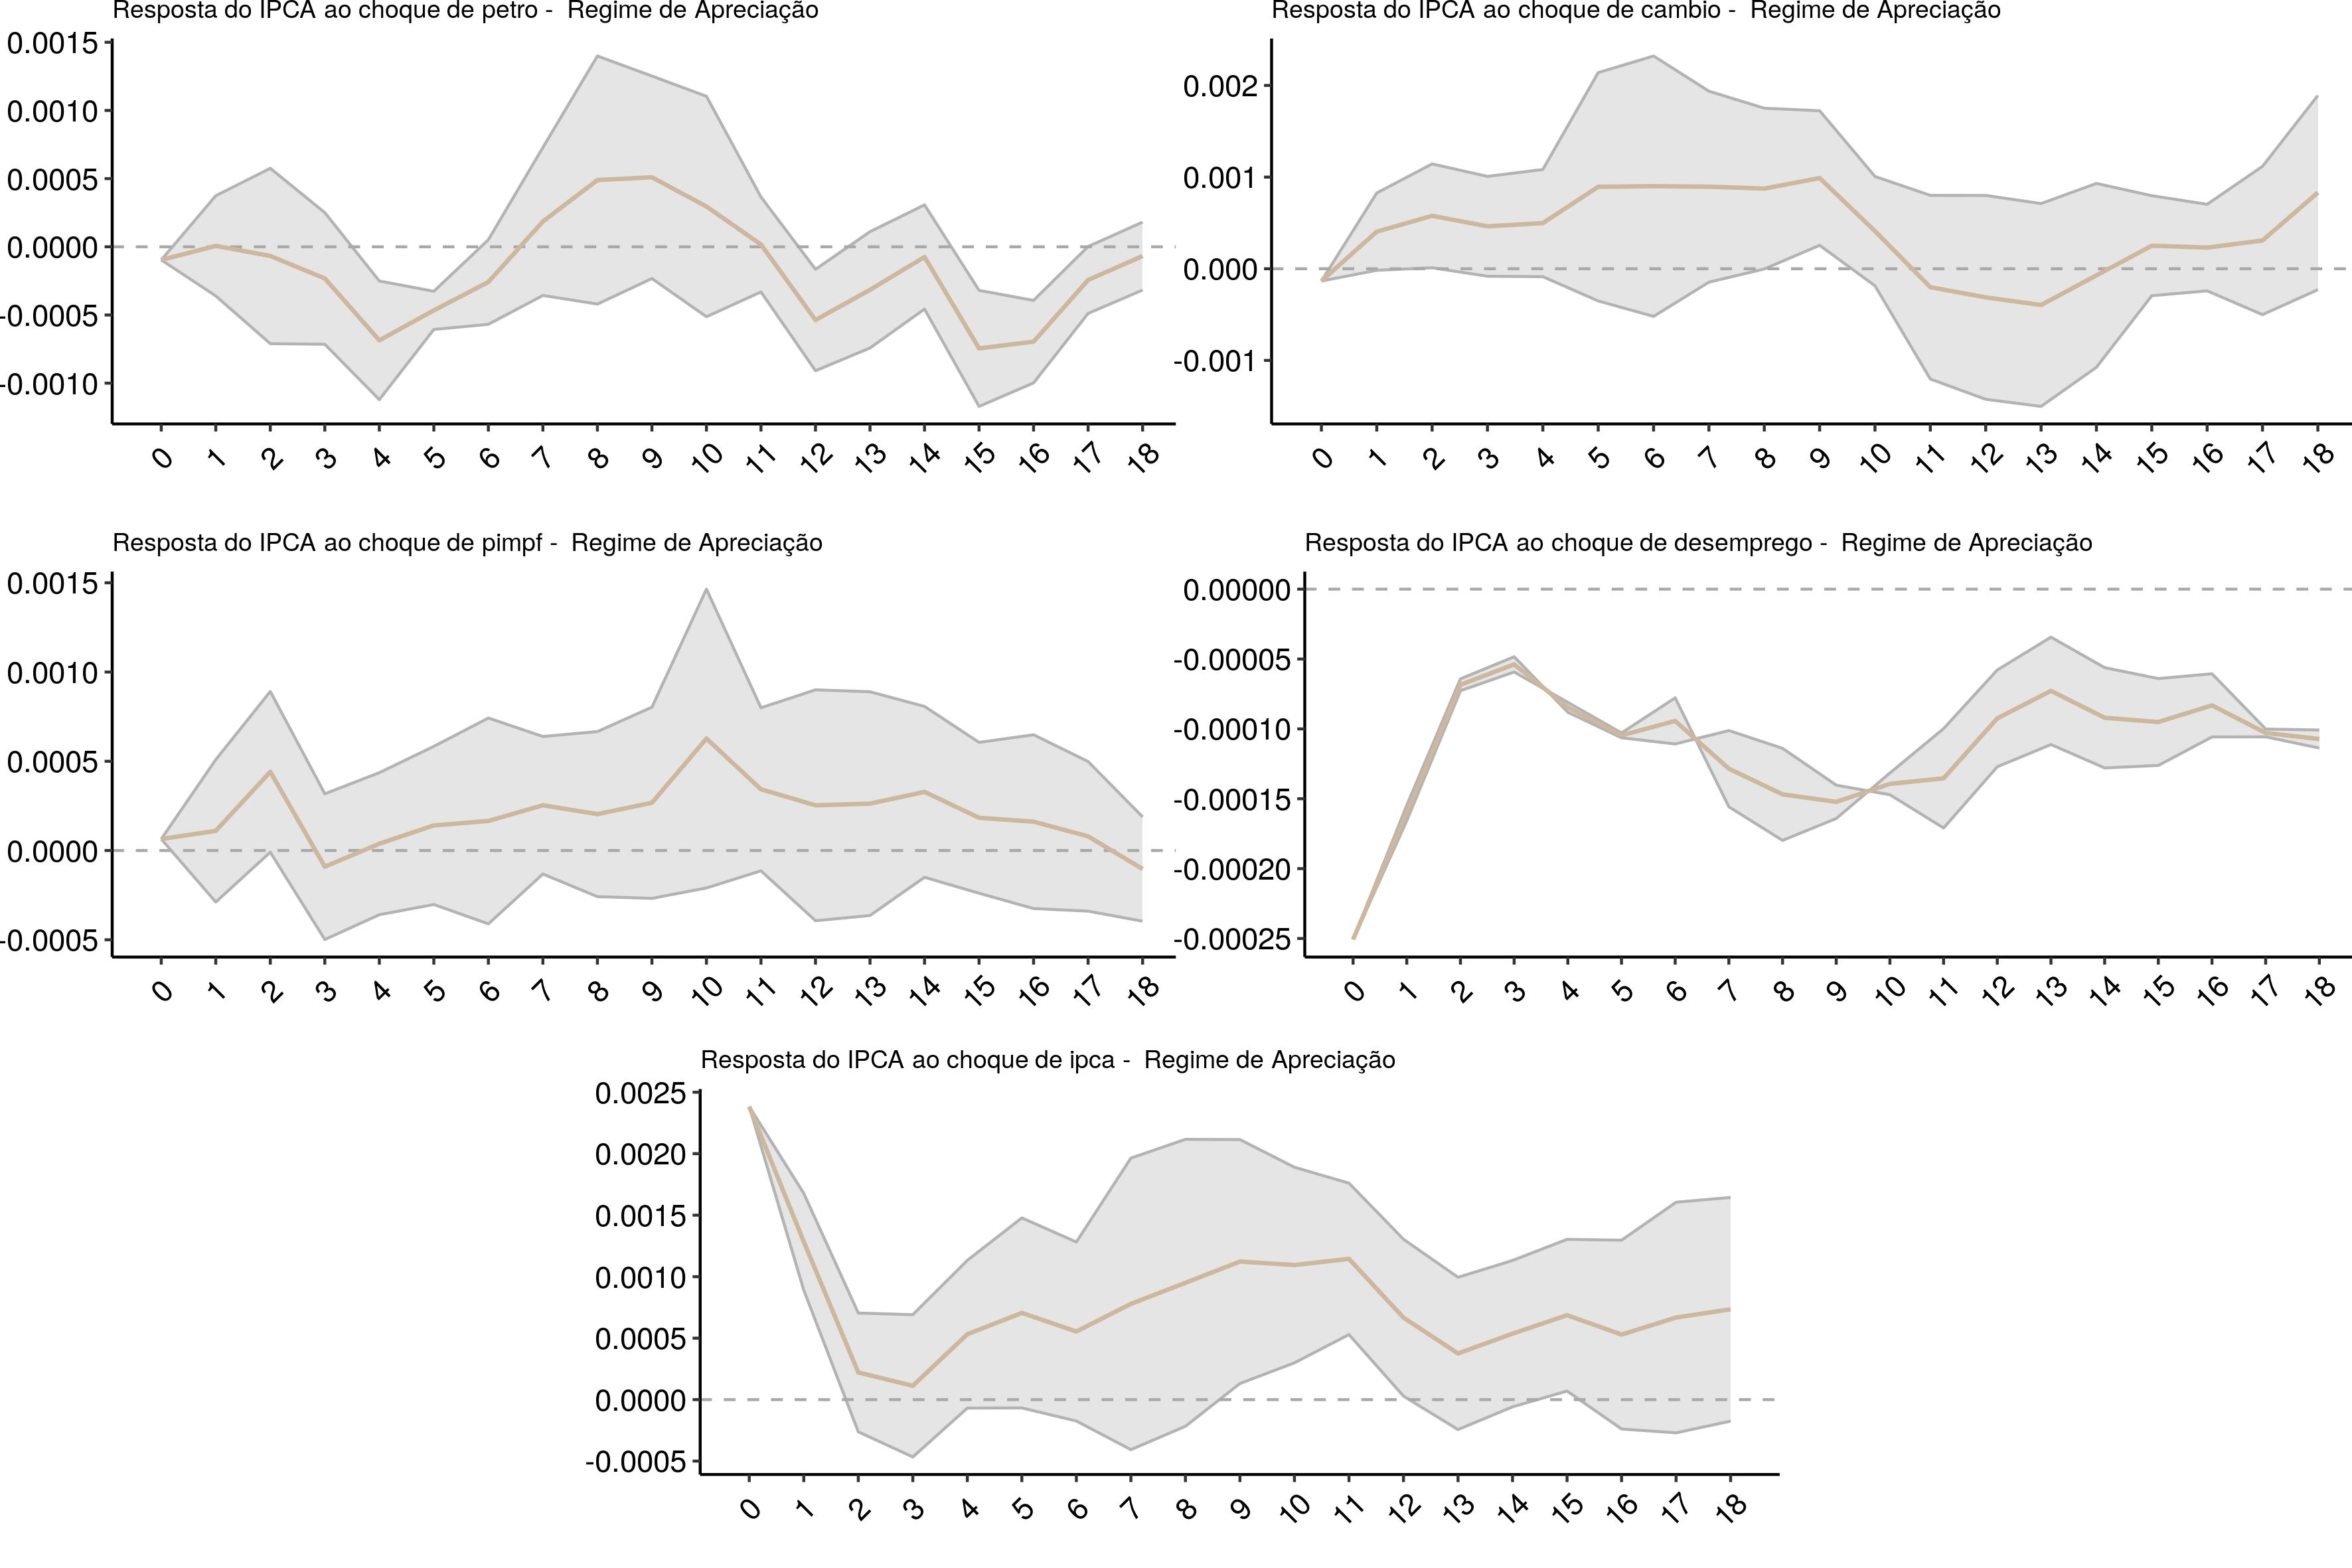 Resposta do IPCA ao choque de petro - Regime de Apreciação
0.0015
0.0010
0.0005
0.0000
-0.0005
-0.0010
0 1 2 3 4 5 6 7 8 9 10 11 12 13 14 15 16 17 18
Resposta do IPCA ao choque de cambio - Regime de Apreciação
0.002
0.001
0.000
-0.001
0 1 2 3 4 5 6 7 8 9 10 11 12 13 14 15 16 17 18
Resposta do IPCA ao choque de pimpf - Regime de Apreciação
0.0015
0.0010
0.0005
0.0000
-0.0005
0 1 2 3 4 5 6 7 8 9 10 11 12 13 14 15 16 17 18
Resposta do IPCA ao choque de desemprego - Regime de Apreciação
0.00000
-0.00005
-0.00010
-0.00015
-0.00020
-0.00025
0 1 2 3 4 5 6 7 8 9 10 11 12 13 14 15 16 17 18
Resposta do IPCA ao choque de ipca - Regime de Apreciação
0.0025
0.0020
0.0015
0.0010
0.0005
0.0000
-0.0005
0 1 2 3 4 5 6 7 8 9 10 11 12 13 14 15 16 17 18